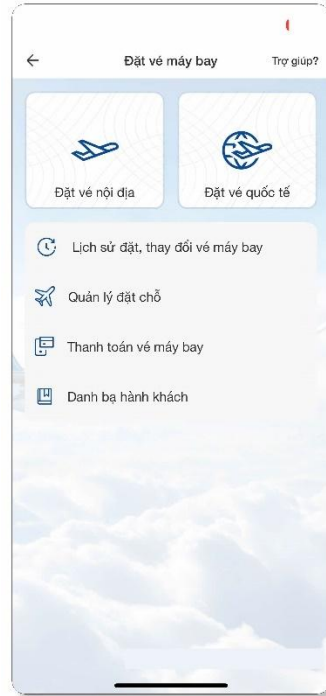 Đặt vé máy bay
Trợ giúp?
Đặt vé nội địa
Đặt vé quốc tế
Lịch sử đặt, thay đổi vé máy bay
Quản lý đặt chỗ
Thanh toán vé máy bay
Danh bạ hành khách